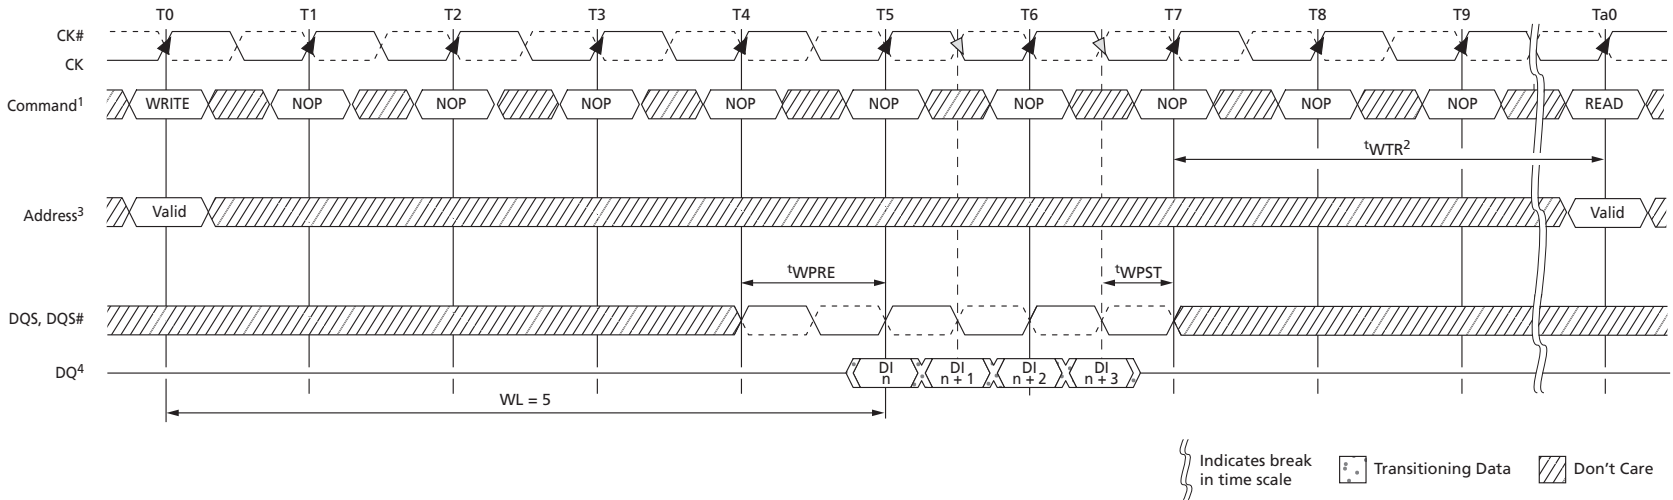 T0 T1 T2 T3 T4 T5 T6 T7 T8 T9 Ta0
CK#
CK
Command1 WRITE NOP NOP NOP NOP NOP NOP NOP NOP NOP READ
tWTR2
Address3 Valid Valid
tWPRE tWPST
DQS, DQS#
DQ4 DI n DI n + 1 DI n + 2 DI n + 3
WL = 5
Indicates break
in time scale
Transitioning Data
Don't Care